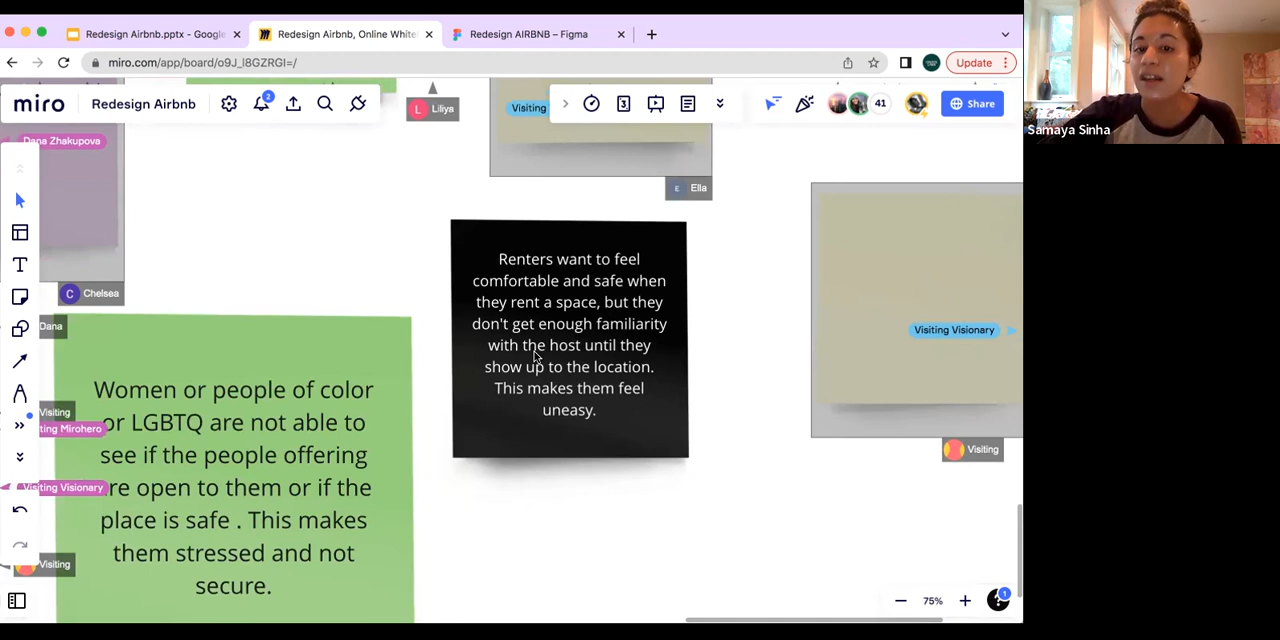 Redesign Airbnb.pptx - Google
Redesign Airbnb, Online White
Redesign AIRBNB – Figma
miro.com/app/board/o9J_l8GZRGI=/
Update
miro
Redesign Airbnb
2
L Liliya
Visiting
3
41
Share
Samaya Sinha
Dana Zhakupova
E Ella
C Chelsea
Dana
Renters want to feel
comfortable and safe when
they rent a space, but they
don't get enough familiarity
with the host until they
show up to the location.
This makes them feel
uneasy.
Visiting Visionary
Visiting
Visiting
Mirohero
Visiting Visionary
Visiting
Women or people of color
or LGBTQ are not able to
see if the people offering
are open to them or if the
place is safe . This makes
them stressed and not
secure.
75%
1